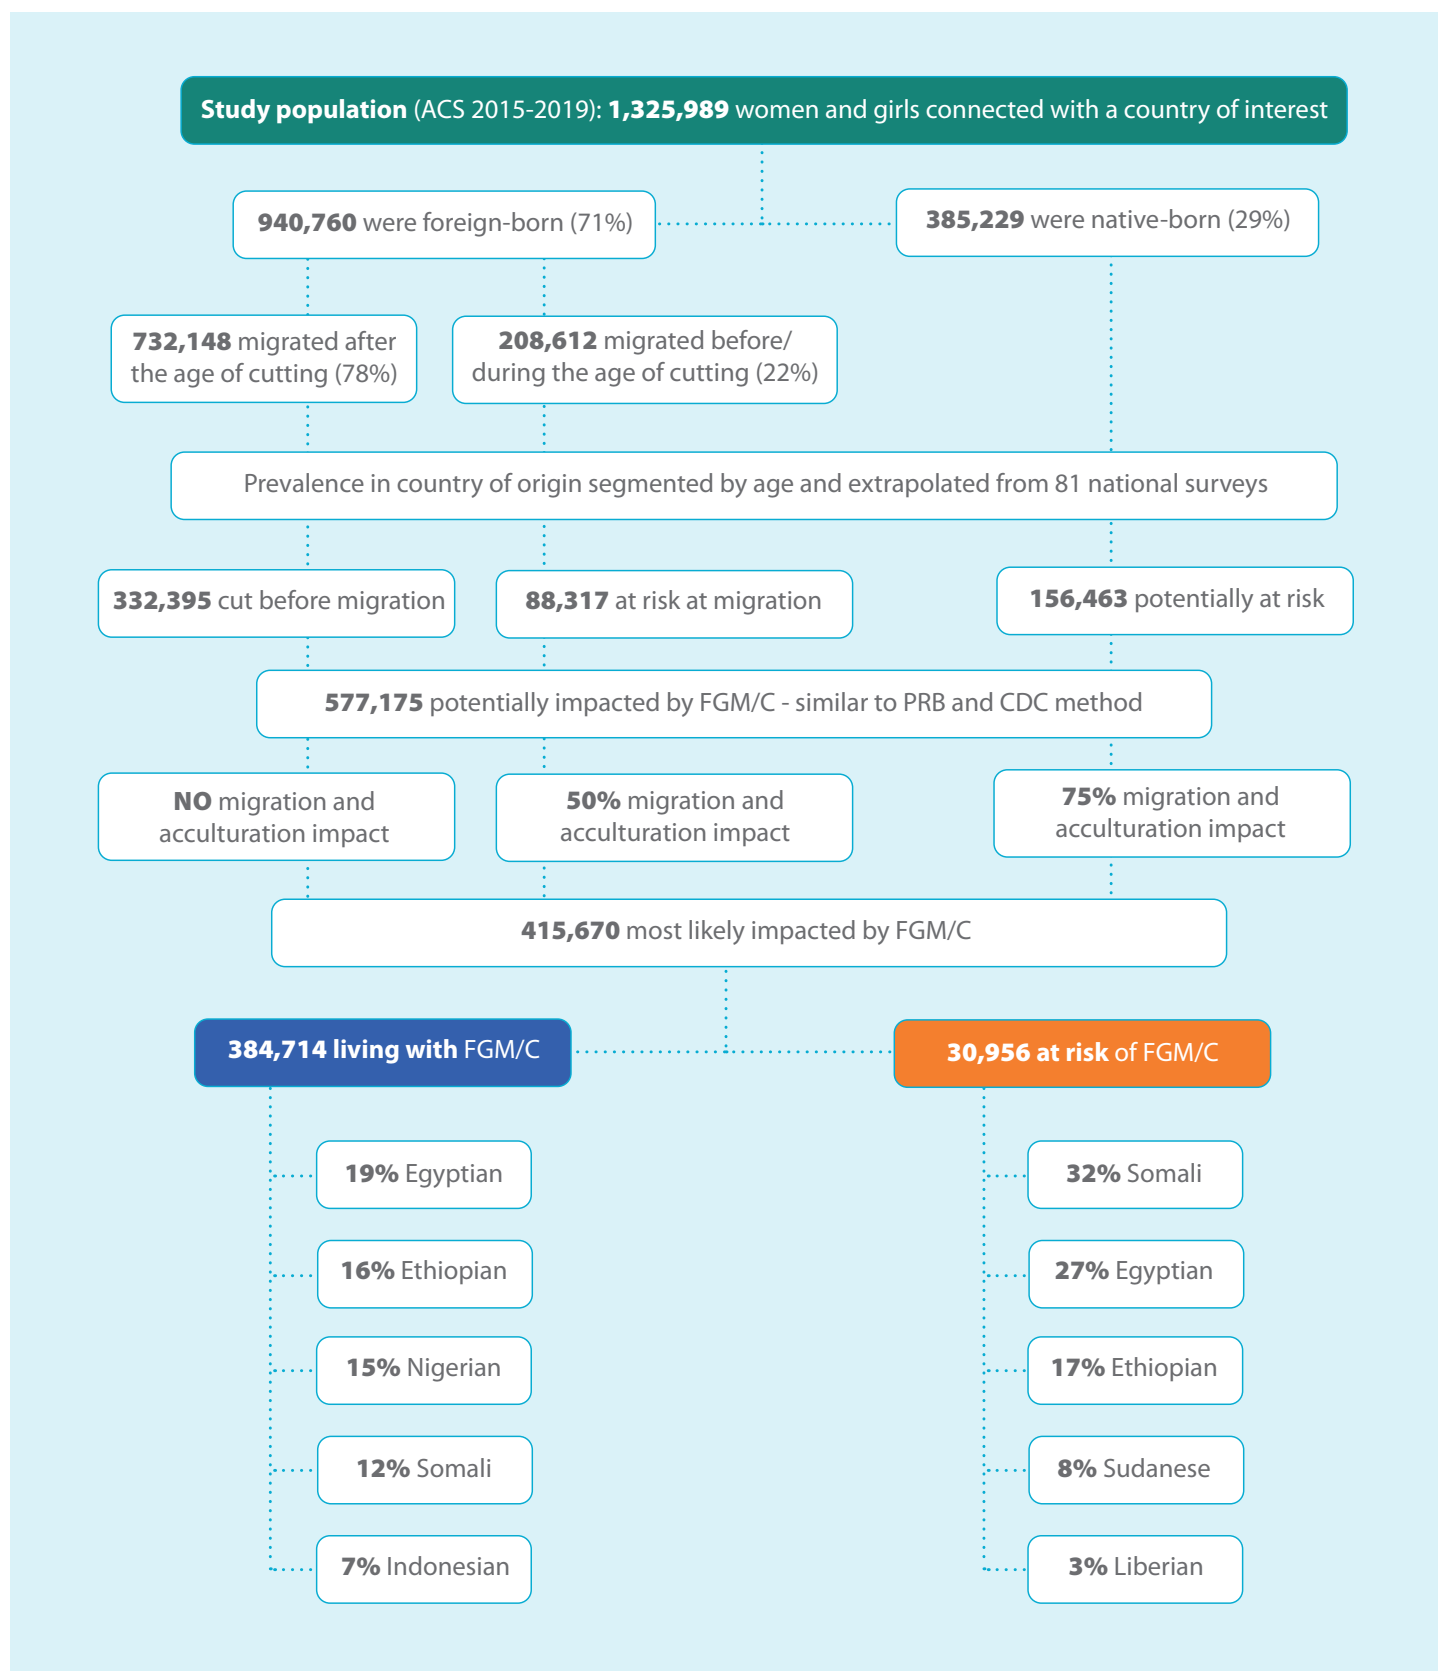 Study population (ACS 2015-2019): 1,325,989 women and girls connected with a country of interest
940,760 were foreign-born (71%)
385,229 were native-born (29%)
732,148 migrated after
the age of cutting (78%)
208,612 migrated before/
during the age of cutting (22%)
Prevalence in country of origin segmented by age and extrapolated from 81 national surveys
332,395 cut before migration
88,317 at risk at migration
156,463 potentially at risk
577,175 potentially impacted by FGM/C - similar to PRB and CDC method
NO migration and
acculturation impact
50% migration and
acculturation impact
75% migration and
acculturation impact
415,670 most likely impacted by FGM/C
384,714 living with FGM/C
30,956 at risk of FGM/C
19% Egyptian
16% Ethiopian
15% Nigerian
12% Somali
7% Indonesian
32% Somali
27% Egyptian
17% Ethiopian
8% Sudanese
3% Liberian